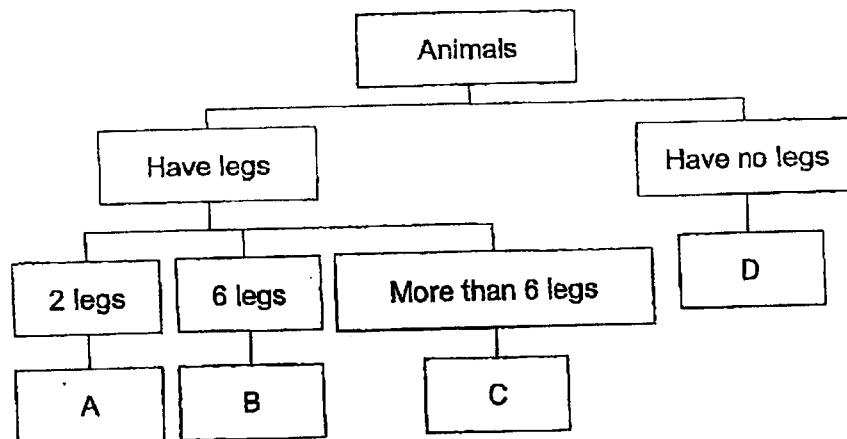 Animals
Have legs
Have no legs
2 legs
6 legs
More than 6 legs
D
A
B
C